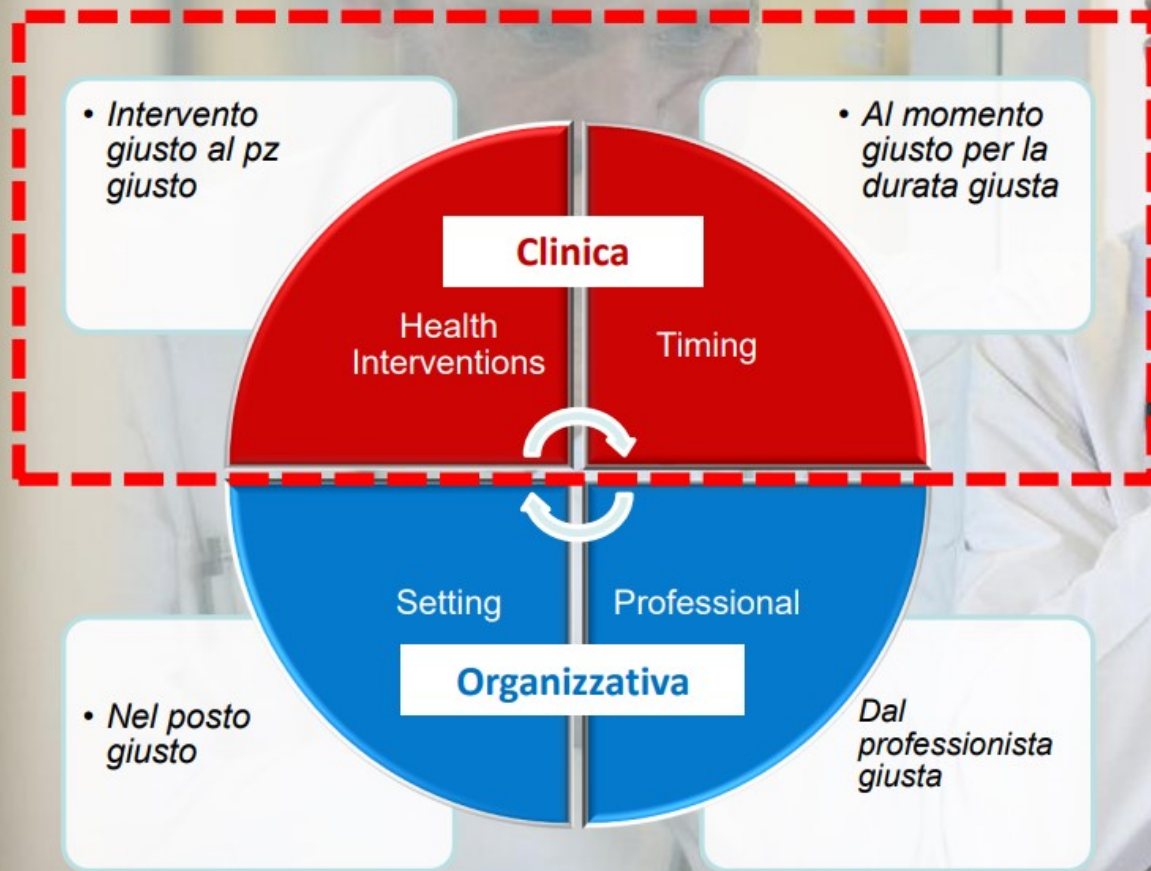 • Intervento
giusto al pz
giusto
• Al momento
giusto per la
durata giusta
Clinica
Health
Interventions
Timing
Setting
Professional
Organizzativa
• Nel posto
giusto
Dal
professionista
giusta